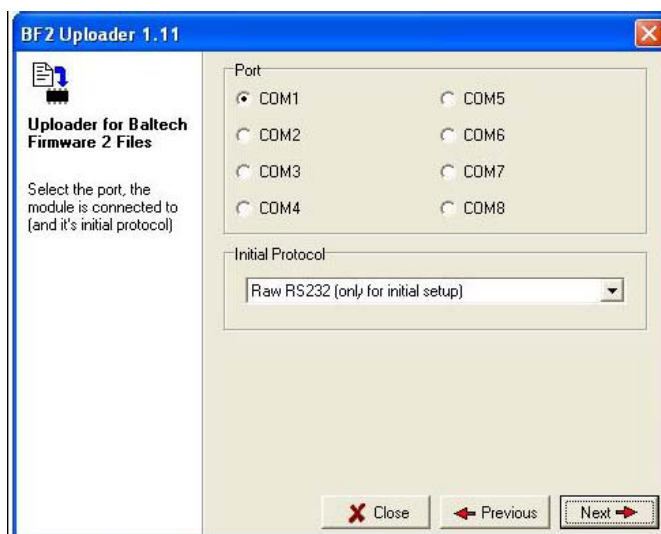 BF2 Uploader 1.11
Uploader for Baltech
Firmware 2 Files
Select the port, the
module is connected to
(and it's initial protocol)
Port
COM1
COM2
COM3
COM4
COM5
COM6
COM7
COM8
Initial Protocol
Raw RS232 (only for initial setup)
Close
Previous
Next